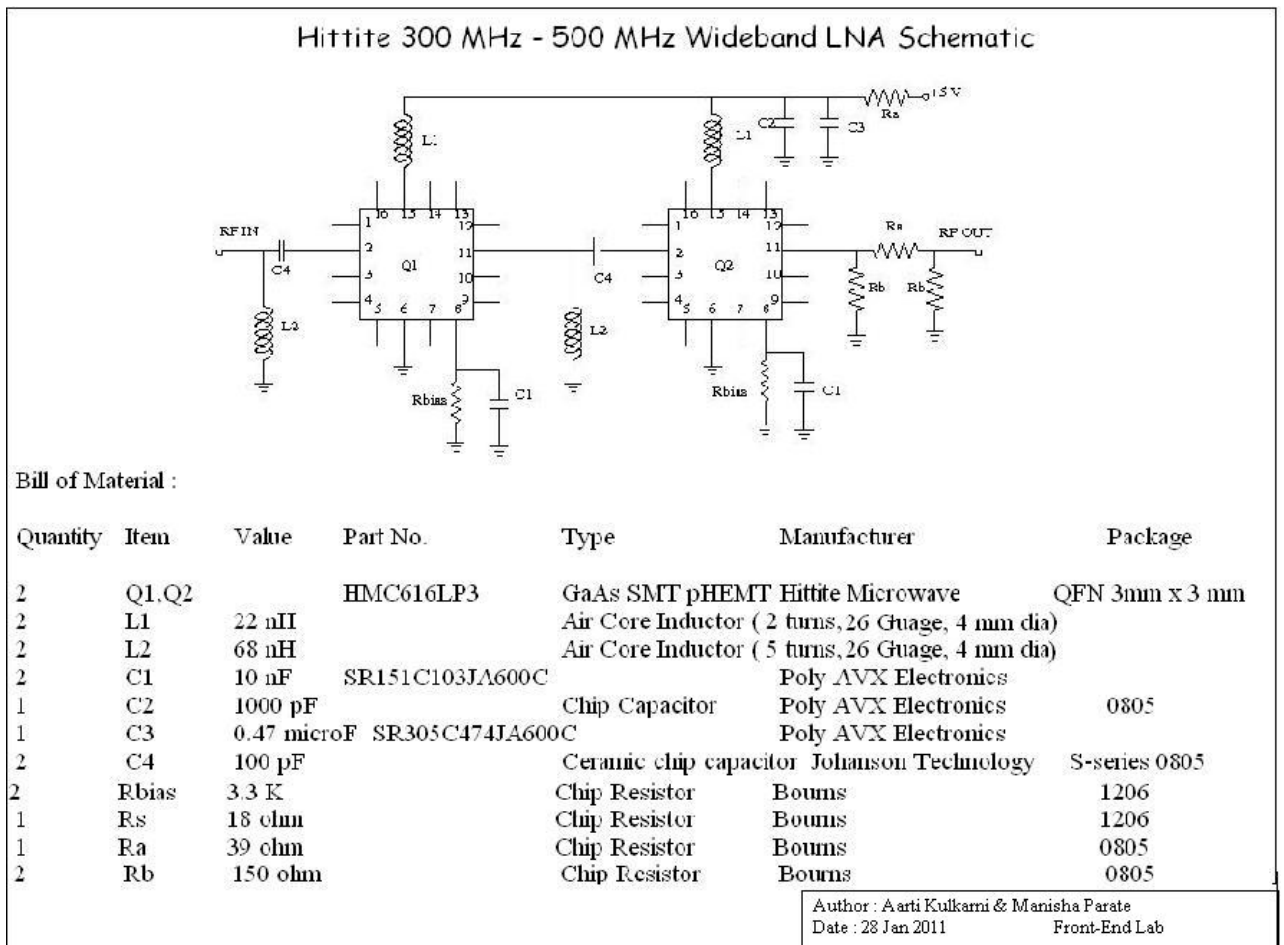 Hittite 300 MHz - 500 MHz Wideband LNA Schematic
+5 V
Ra
C2
C3
L1
L1
16 15 14 13
16 15 14 13
1
12
1
12
RF IN
Rs
RF OUT
2
11
2
11
C4
Q1
C4
Q2
3
10
3
10
Rb
Rb
4
9
4
9
5 6 7 8
5 6 7 8
L2
L2
Rbias
C1
Rbias
C1
Bill of Material :
Quantity Item Value Part No. Type Manufacturer Package
2 Q1,Q2 HMC616LP3 GaAs SMT pHEMT Hittite Microwave QFN 3mm x 3 mm
2 L1 22 nH Air Core Inductor ( 2 turns, 26 Guage, 4 mm dia)
2 L2 68 nH Air Core Inductor ( 5 turns, 26 Guage, 4 mm dia)
2 C1 10 nF SR151C103JA600C Poly AVX Electronics
1 C2 1000 pF Chip Capacitor Poly AVX Electronics 0805
1 C3 0.47 microF SR305C474JA600C Poly AVX Electronics
2 C4 100 pF Ceramic chip capacitor Johanson Technology S-series 0805
2 Rbias 3.3 K Chip Resistor Bourns 1206
1 Rs 18 ohm Chip Resistor Bourns 1206
1 Ra 39 ohm Chip Resistor Bourns 0805
2 Rb 150 ohm Chip Resistor Bourns 0805
Author : Aarti Kulkarni & Manisha Parate
Date : 28 Jan 2011 Front-End Lab